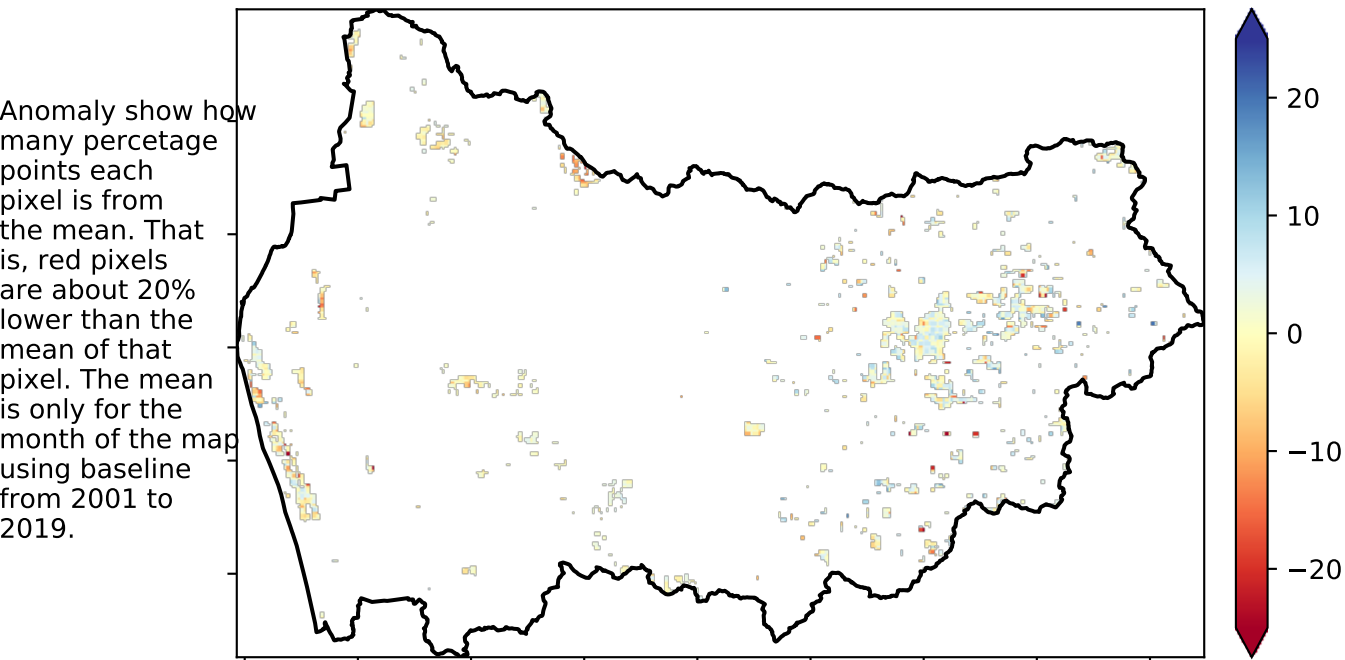 Anomaly show how
many percetage
points each
pixel is from
the mean. That
is, red pixels
are about 20%
lower than the
mean of that
pixel. The mean
is only for the
month of the map
using baseline
from 2001 to
2019.
20
10
0
−10
−20